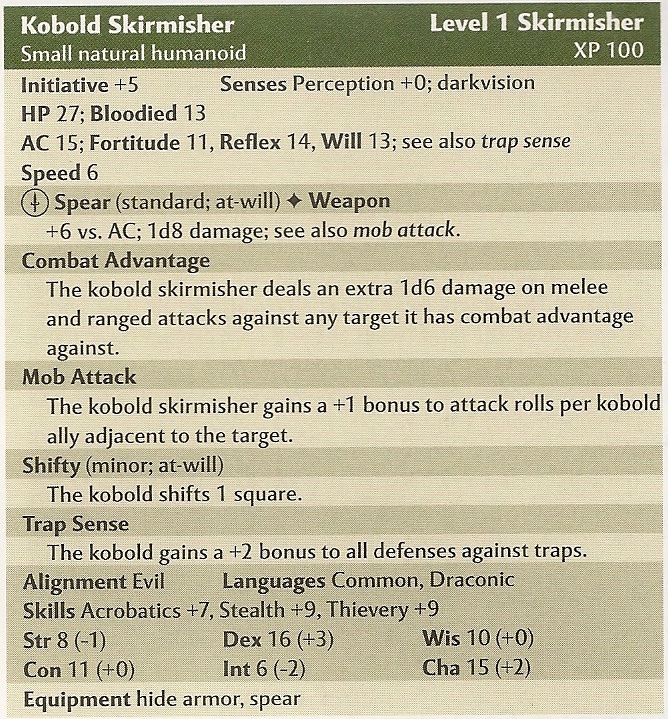 Kobold Skirmisher Level 1 Skirmisher
Small natural humanoid XP 100
Initiative +5 Senses Perception +0; darkvision
HP 27; Bloodied 13
AC 15; Fortitude 11, Reflex 14, Will 13; see also trap sense
Speed 6
Spear (standard; at-will) ✦ Weapon
+6 vs. AC; 1d8 damage; see also mob attack.
Combat Advantage
The kobold skirmisher deals an extra 1d6 damage on melee
and ranged attacks against any target it has combat advantage
against.
Mob Attack
The kobold skirmisher gains a +1 bonus to attack rolls per kobold
ally adjacent to the target.
Shifty (minor; at-will)
The kobold shifts 1 square.
Trap Sense
The kobold gains a +2 bonus to all defenses against traps.
Alignment Evil Languages Common, Draconic
Skills Acrobatics +7, Stealth +9, Thievery +9
Str 8 (-1) Dex 16 (+3) Wis 10 (+0)
Con 11 (+0) Int 6 (-2) Cha 15 (+2)
Equipment hide armor, spear